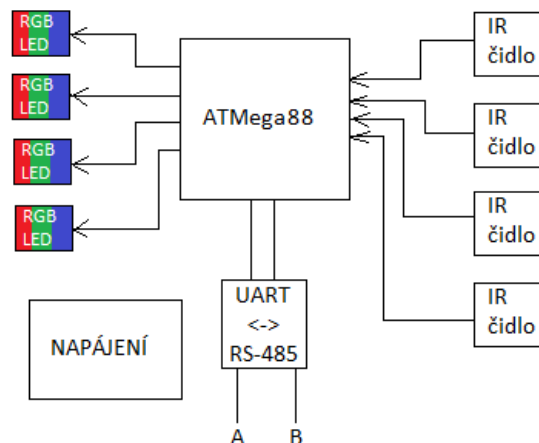 RGB
LED
RGB
LED
RGB
LED
RGB
LED
ATMega88
IR
čidlo
IR
čidlo
IR
čidlo
IR
čidlo
UART
<->
RS-485
NAPÁJENÍ
A
B